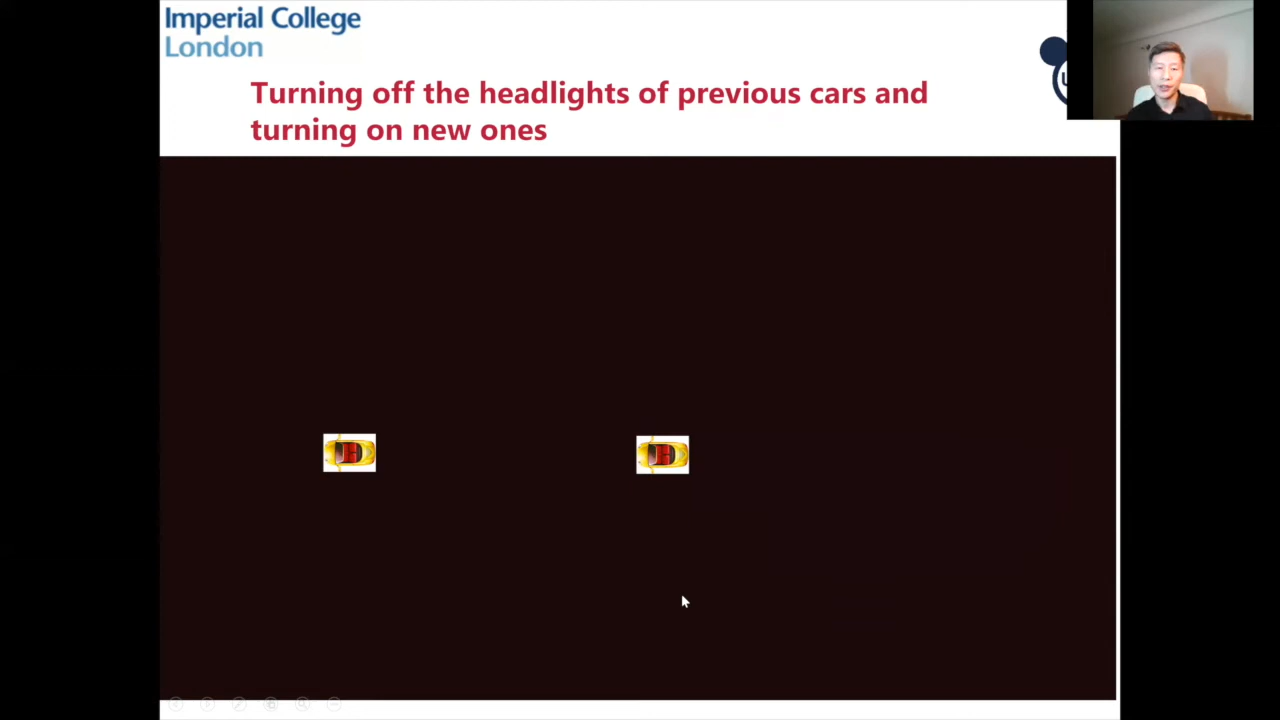 Imperial College
London
Turning off the headlights of previous cars and
turning on new ones